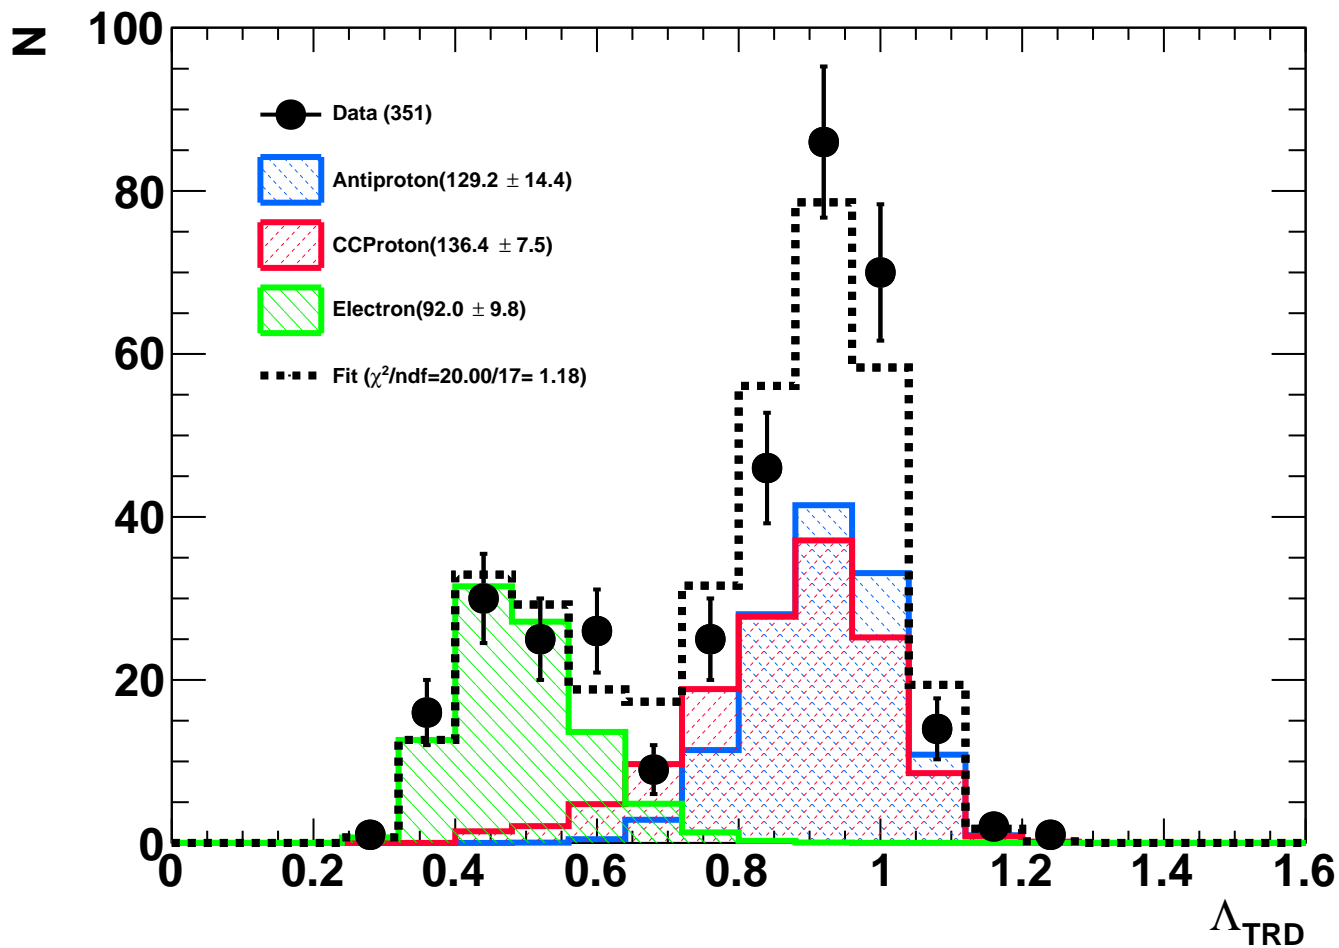 N
100
80
60
40
20
0
Data (351)
Antiproton(129.2 ± 14.4)
CCProton(136.4 ± 7.5)
Electron(92.0 ± 9.8)
Fit (χ²/ndf=20.00/17= 1.18)
0 0.2 0.4 0.6 0.8 1 1.2 1.4 1.6
Λ_TRD